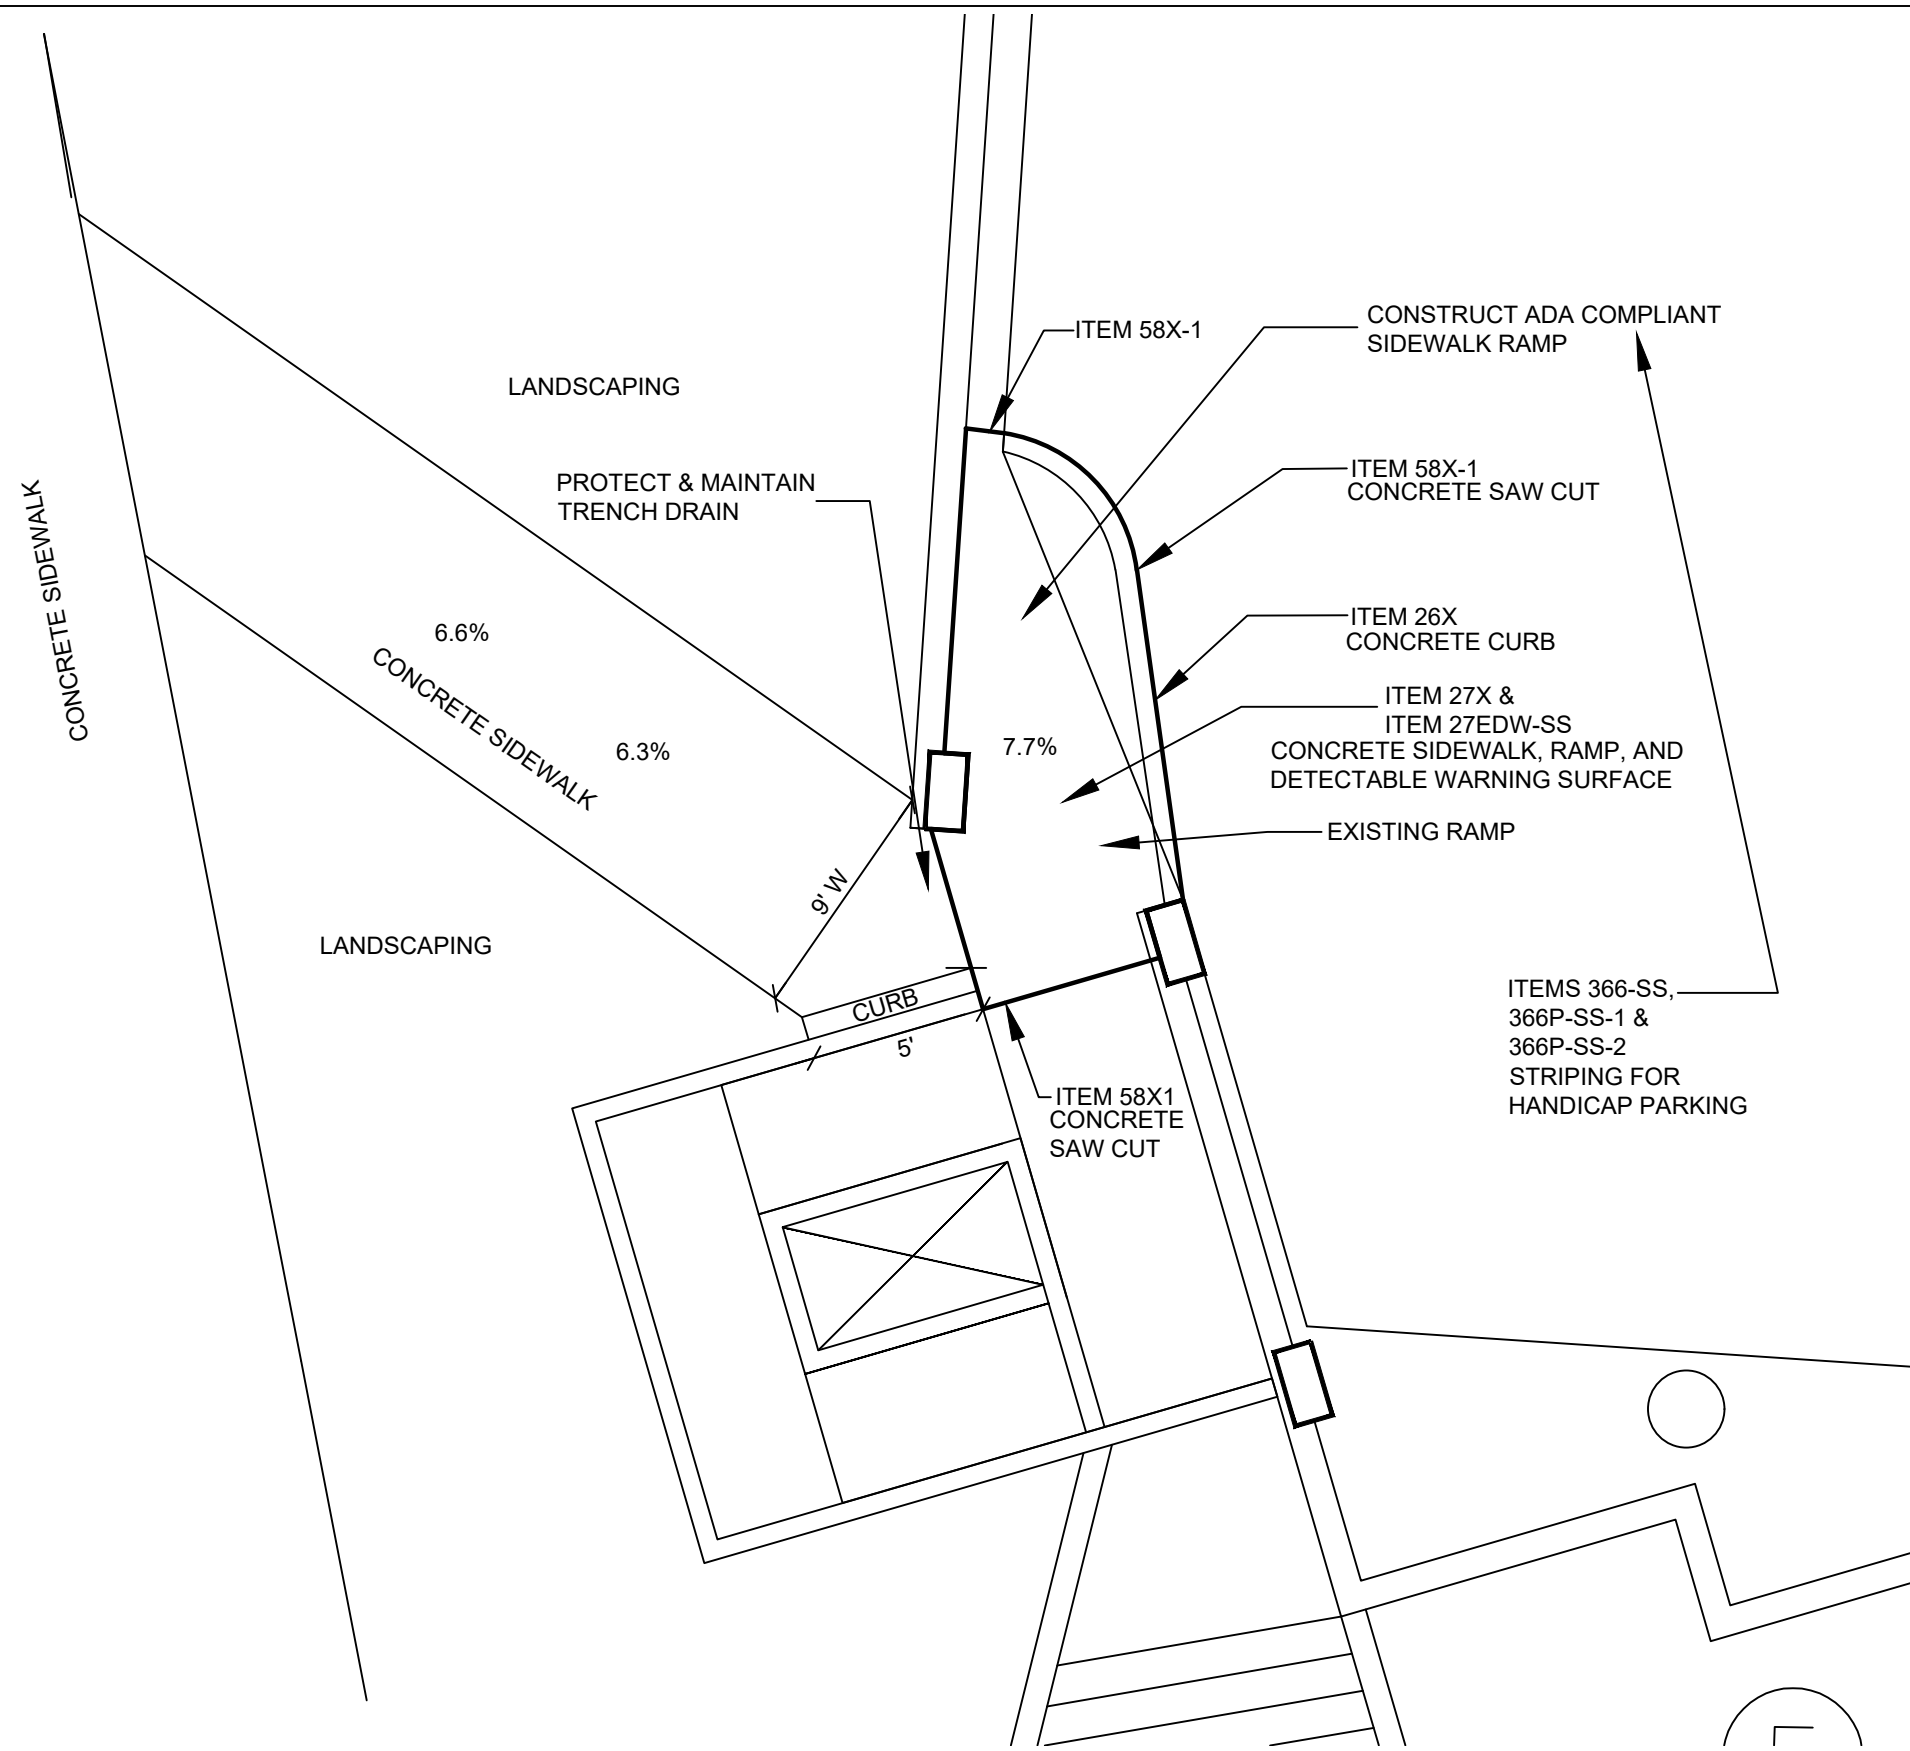 ITEM 58X-1
CONSTRUCT ADA COMPLIANT
SIDEWALK RAMP
LANDSCAPING
PROTECT & MAINTAIN
TRENCH DRAIN
ITEM 58X-1
CONCRETE SAW CUT
CONCRETE SIDEWALK
6.6%
CONCRETE SIDEWALK
6.3%
ITEM 26X
CONCRETE CURB
ITEM 27X &
ITEM 27EDW-SS
CONCRETE SIDEWALK, RAMP, AND
DETECTABLE WARNING SURFACE
7.7%
EXISTING RAMP
9' W
LANDSCAPING
CURB
5'
ITEMS 366-SS,
366P-SS-1 &
366P-SS-2
STRIPING FOR
HANDICAP PARKING
ITEM 58X1
CONCRETE
SAW CUT